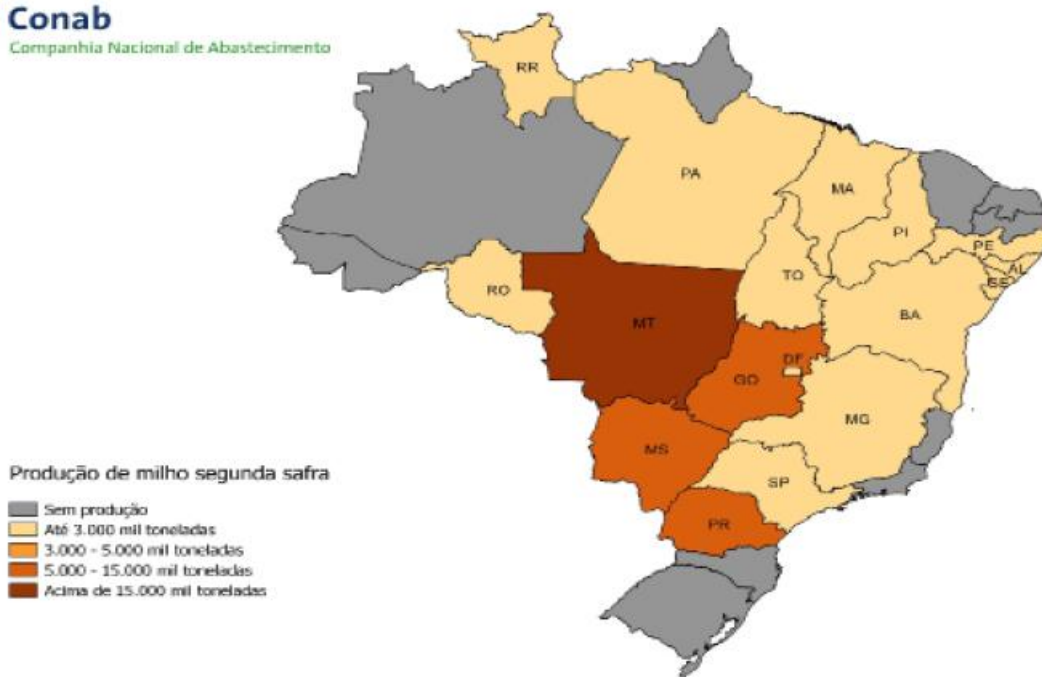 Conab
Companhia Nacional de Abastecimento
RR
PA
MA
PI
PE
AL
SE
TO
RO
BA
MT
DF
GO
MG
MS
SP
PR
Produção de milho segunda safra
Sem produção
Até 3.000 mil toneladas
3.000 - 5.000 mil toneladas
5.000 - 15.000 mil toneladas
Acima de 15.000 mil toneladas